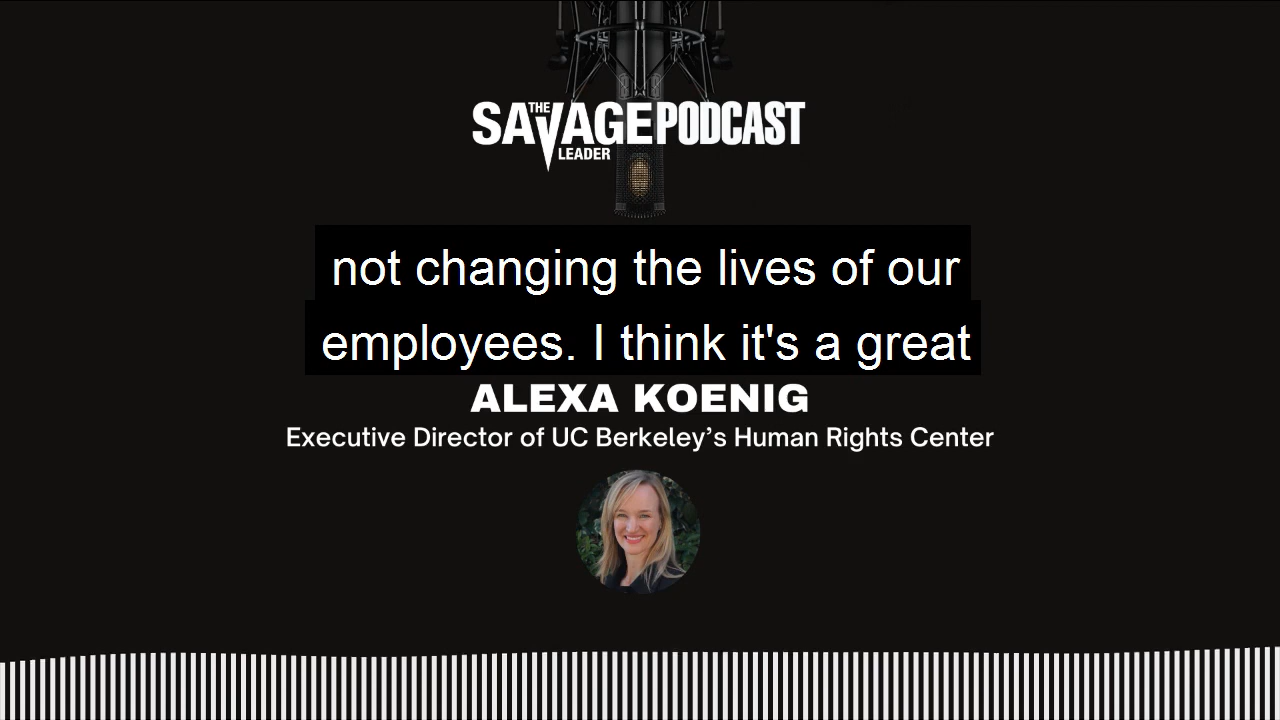 THE SAVAGE LEADER PODCAST
not changing the lives of our
employees. I think it's a great
ALEXA KOENIG
Executive Director of UC Berkeley’s Human Rights Center